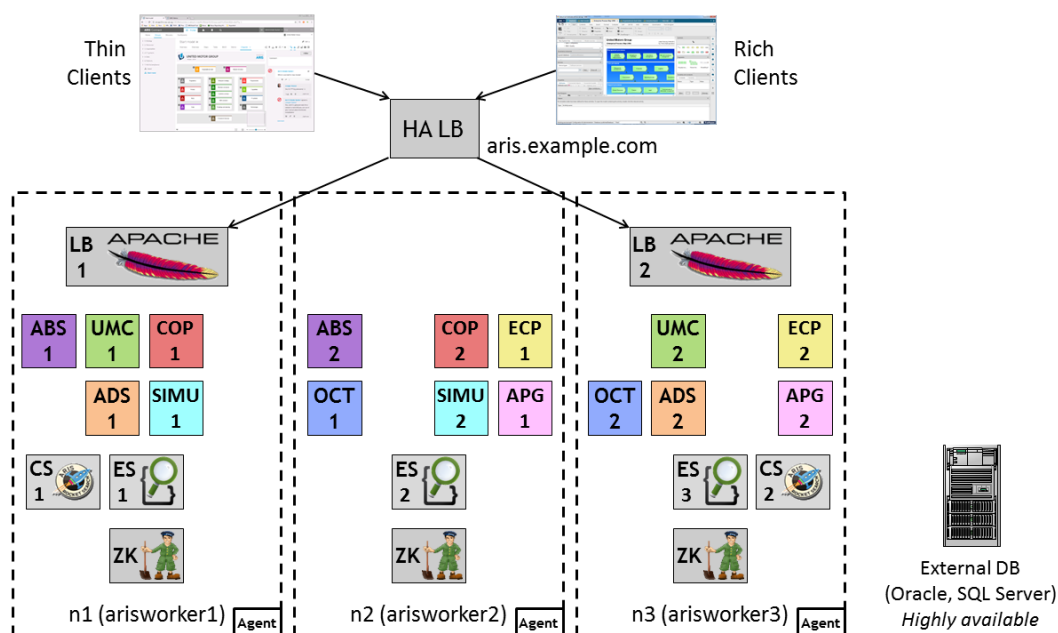 Thin
Clients
Rich
Clients
HA LB
aris.example.com
LB
1
APACHE
LB
2
APACHE
ABS
1
UMC
1
COP
1
ABS
2
COP
2
ECP
1
UMC
2
ECP
2
ADS
1
SIMU
1
OCT
1
SIMU
2
APG
1
OCT
2
ADS
2
APG
2
CS
1
ES
1
ES
2
ES
3
CS
2
ZK
ZK
ZK
External DB
(Oracle, SQL Server)
Highly available
n1 (arisworker1)
Agent
n2 (arisworker2)
Agent
n3 (arisworker3)
Agent